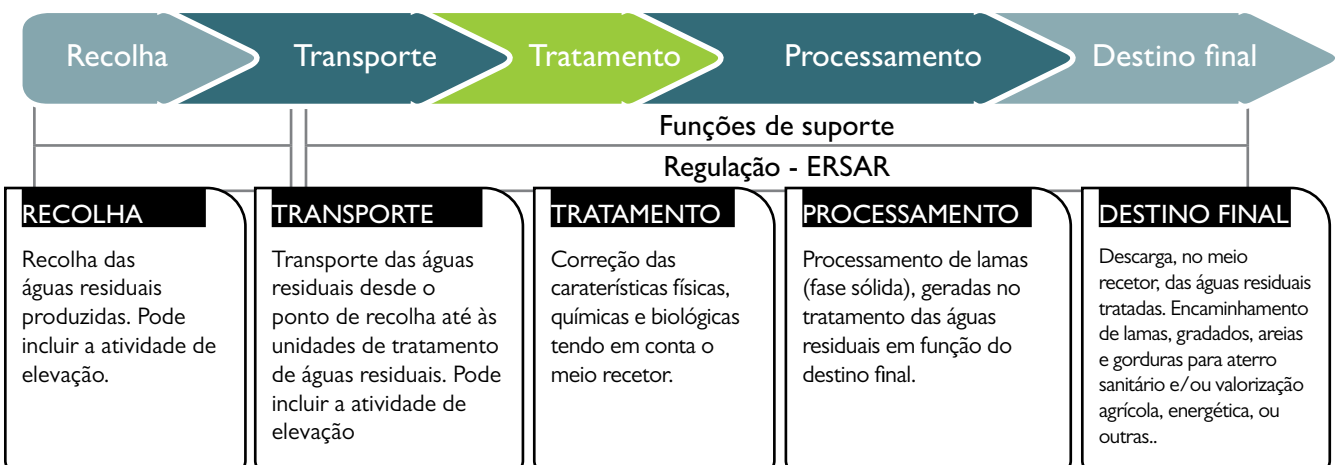 Recolha
Transporte
Tratamento
Processamento
Destino final
Funções de suporte
Regulação - ERSAR
RECOLHA
Recolha das
águas residuais
produzidas. Pode
incluir a atividade de
elevação.
TRANSPORTE
Transporte das águas
residuais desde o
ponto de recolha até às
unidades de tratamento
de águas residuais. Pode
incluir a atividade de
elevação
TRATAMENTO
Correção das
caraterísticas físicas,
químicas e biológicas
tendo em conta o
meio recetor.
PROCESSAMENTO
Processamento de lamas
(fase sólida), geradas no
tratamento das águas
residuais em função do
destino final.
DESTINO FINAL
Descarga, no meio
recetor, das águas residuais
tratadas. Encaminhamento
de lamas, gradados, areias
e gorduras para aterro
sanitário e/ou valorização
agrícola, energética, ou
outras..